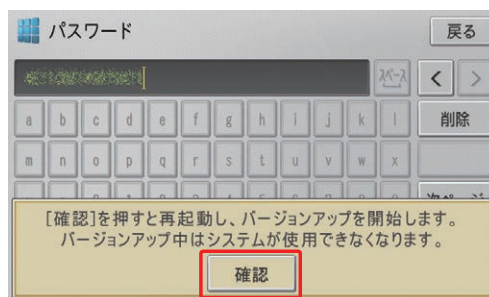 パスワード
戻る
スペース
< >
a b c d e f g h i j k l
削除
m n o p q r s t u v w x
[確認]を押すと再起動し、バージョンアップを開始します。
バージョンアップ中はシステムが使用できなくなります。
確認